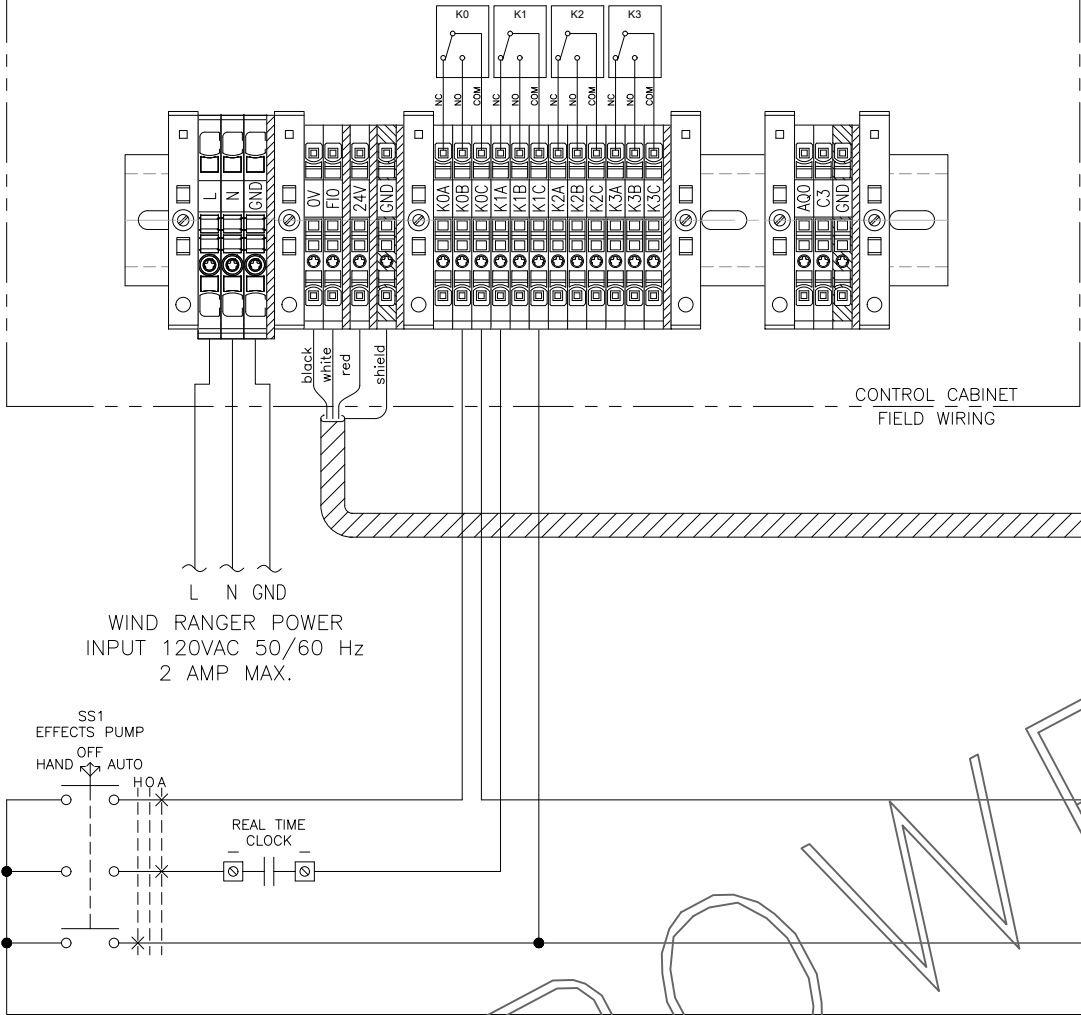 K0 K1 K2 K3
NC NO COM NC NO COM NC NO COM NC NO COM
L N GND 0V FI0 24V GND K0A K0B K0C K1A K1B K1C K2A K2B K2C K3A K3B K3C AQ0 C3 GND
black white red shield
CONTROL CABINET
FIELD WIRING
L N GND
WIND RANGER POWER
INPUT 120VAC 50/60 Hz
2 AMP MAX.
SS1
EFFECTS PUMP
OFF
HAND AUTO
H O A
REAL TIME
CLOCK